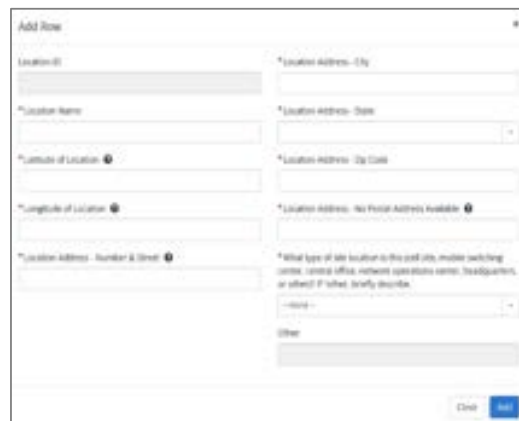 Add Row
×
Location ID
* Location Name
* Latitude of Location ?
* Longitude of Location ?
* Location Address - Number & Street ?
* Location Address - City
* Location Address - State
* Location Address - Zip Code
* Location Address - No Postal Address Available ?
* What type of site location is this (cell site, mobile switching
center, central office, network operations center, headquarters,
or other)? If "other, briefly describe.
--None--
Other
Close
Add